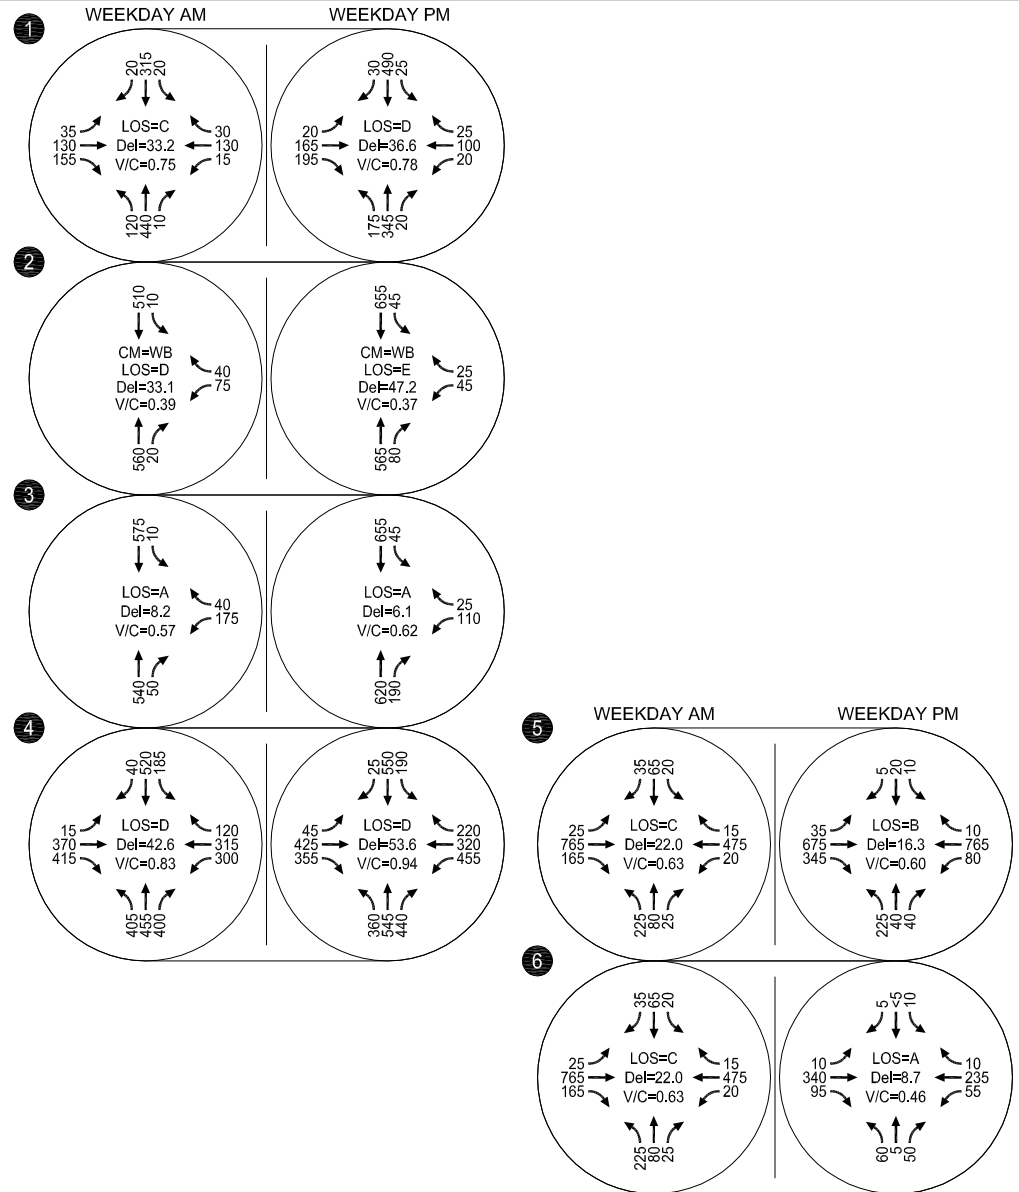 WEEKDAY AM WEEKDAY PM
1
20 315 20
35
130
155
LOS=C
Del=33.2
V/C=0.75
30
130
15
120 440 10
30 490 25
20
165
195
LOS=D
Del=36.6
V/C=0.78
25
100
20
175 345 20
2
510 10
CM=WB
LOS=D
Del=33.1
V/C=0.39
40
75
560 20
655 45
CM=WB
LOS=E
Del=47.2
V/C=0.37
25
45
565 80
3
575 10
LOS=A
Del=8.2
V/C=0.57
40
175
540 50
655 45
LOS=A
Del=6.1
V/C=0.62
25
110
620 190
4
40 520 185
15
370
415
LOS=D
Del=42.6
V/C=0.83
120
315
300
405 455 400
25 550 190
45
425
355
LOS=D
Del=53.6
V/C=0.94
220
320
455
360 545 440
WEEKDAY AM WEEKDAY PM
5
35 65 20
25
765
165
LOS=C
Del=22.0
V/C=0.63
15
475
20
225 80 25
5 20 10
35
675
345
LOS=B
Del=16.3
V/C=0.60
10
765
80
225 40 40
6
35 65 20
25
765
165
LOS=C
Del=22.0
V/C=0.63
15
475
20
225 80 25
5 <5 10
10
340
95
LOS=A
Del=8.7
V/C=0.46
10
235
55
60 5 50